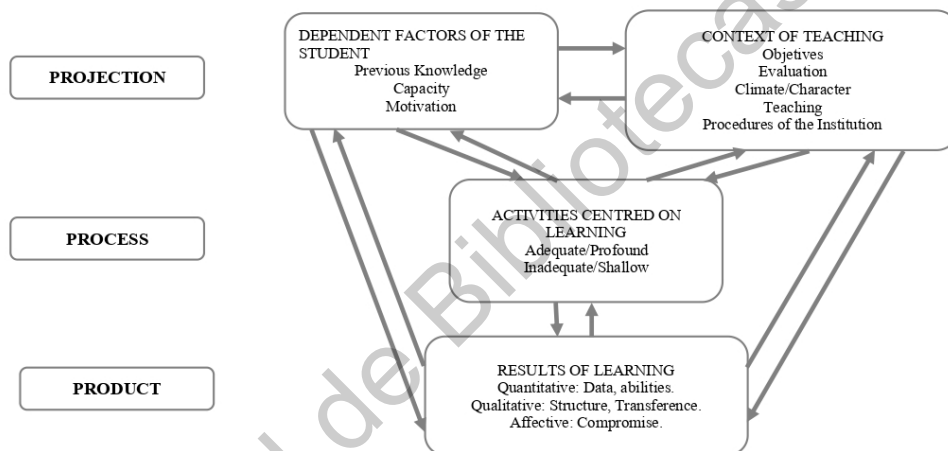 DEPENDENT FACTORS OF THE
STUDENT
Previous Knowledge
Capacity
Motivation
CONTEXT OF TEACHING
Objetives
Evaluation
Climate/Character
Teaching
Procedures of the Institution
PROJECTION
ACTIVITIES CENTRED ON
LEARNING
Adequate/Profound
Inadequate/Shallow
PROCESS
RESULTS OF LEARNING
Quantitative: Data, abilities.
Qualitative: Structure, Transference.
Affective: Compromise.
PRODUCT
de Bibliotecas